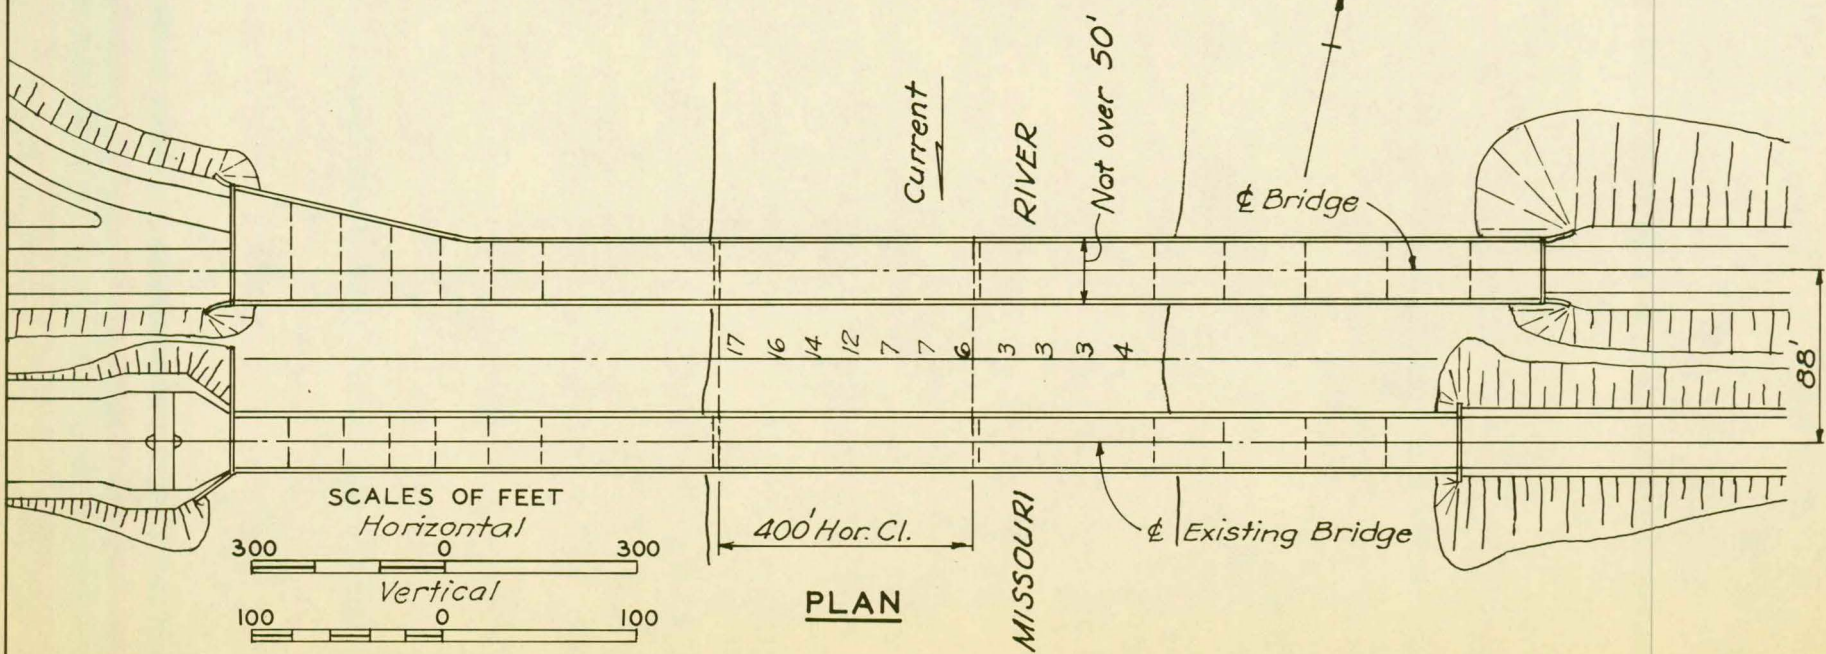 Current
RIVER
Not over 50'
℄ Bridge
17 16 14 12 7 7 6 3 3 3 4
88'
SCALES OF FEET
Horizontal
300 0 300
Vertical
100 0 100
400' Hor. Cl.
PLAN
MISSOURI
℄ Existing Bridge